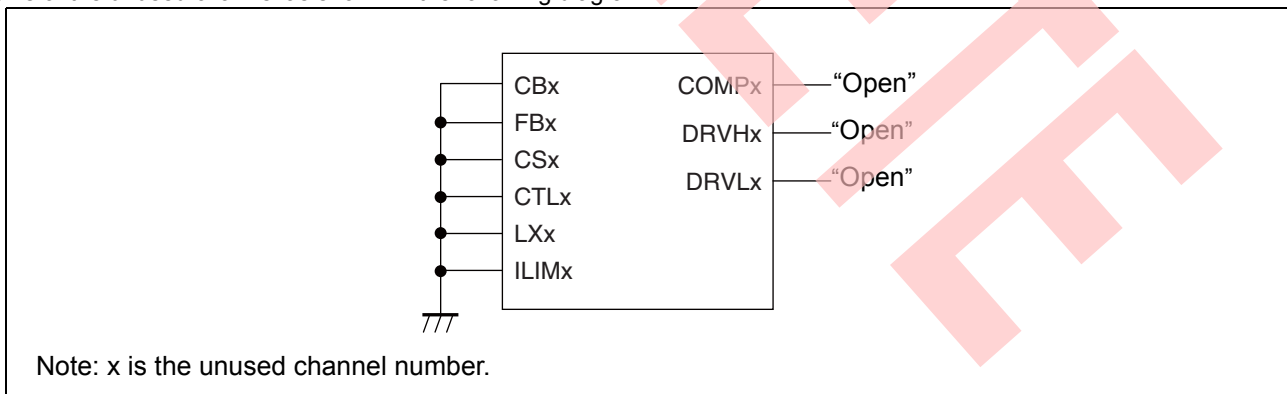 CBx COMPx "Open"
FBx DRVHx "Open"
CSx DRVLx "Open"
CTLx
LXx
ILIMx
Note: x is the unused channel number.